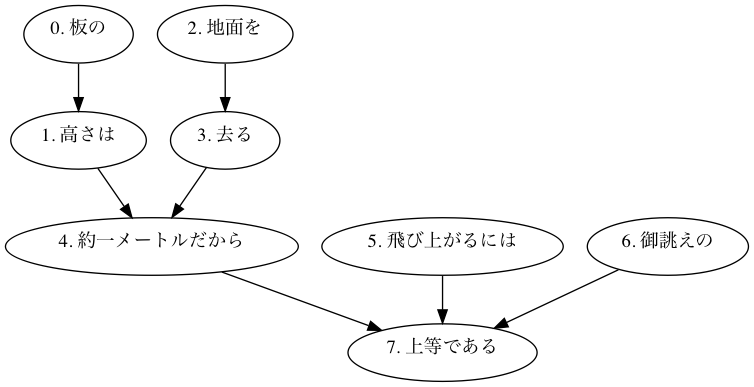 0. 板の
2. 地面を
1. 高さは
3. 去る
4. 約一メートルだから
5. 飛び上がるには
6. 御誂えの
7. 上等である